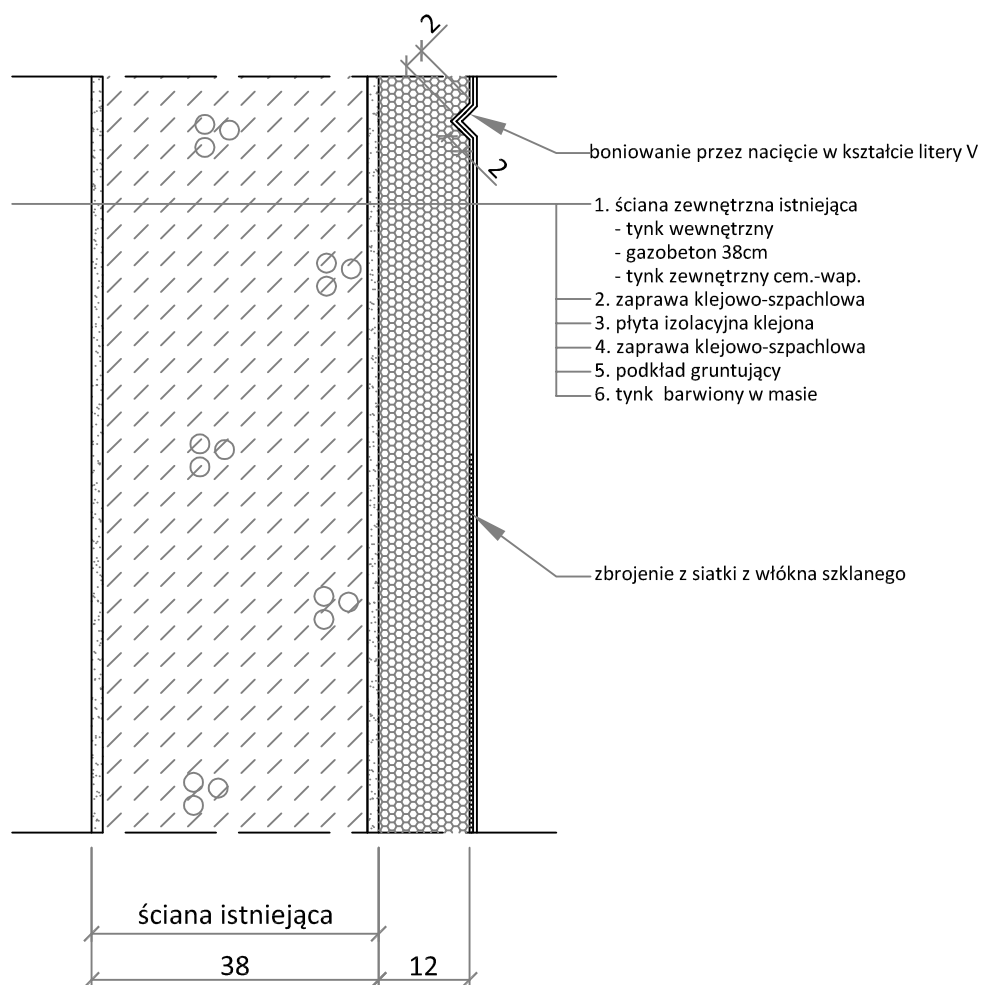 2
boniowanie przez nacięcie w kształcie litery V
2
1. ściana zewnętrzna istniejąca
- tynk wewnętrzny
- gazobeton 38cm
- tynk zewnętrzny cem.-wap.
2. zaprawa klejowo-szpachlowa
3. płyta izolacyjna klejona
4. zaprawa klejowo-szpachlowa
5. podkład gruntujący
6. tynk barwiony w masie
zbrojenie z siatki z włókna szklanego
ściana istniejąca
38 12